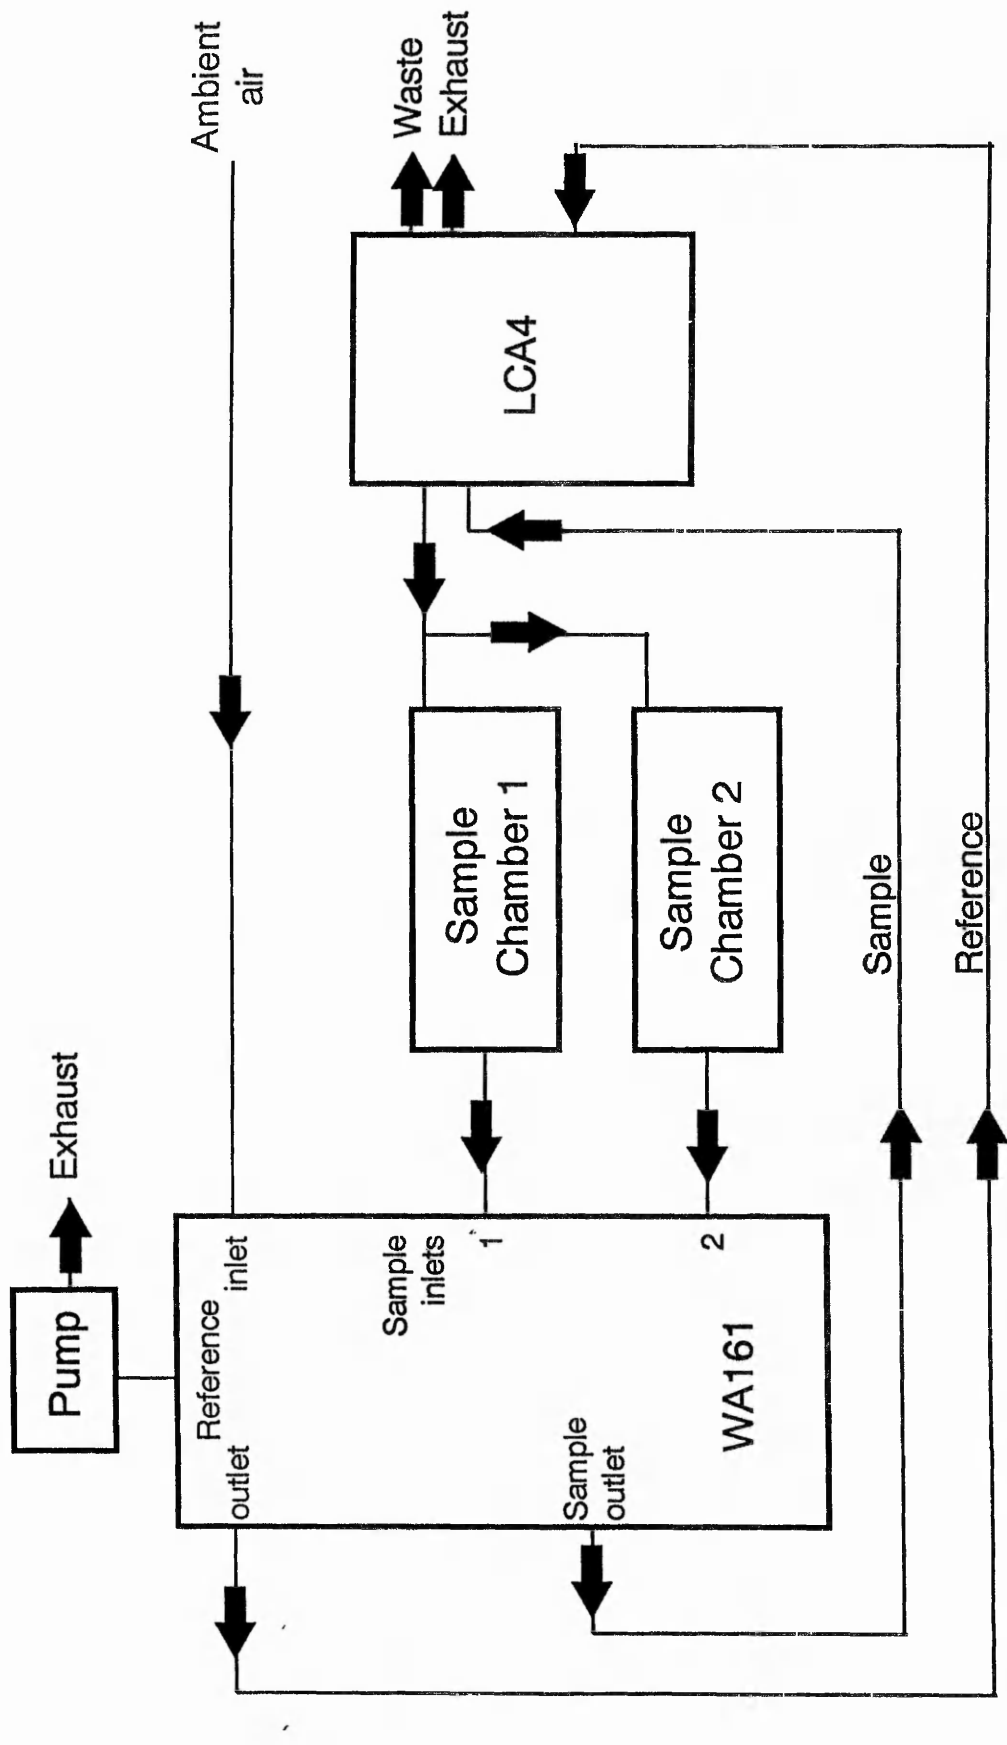 Pump
Exhaust
Ambient
air
Reference
outlet
inlet
Sample
inlets
1
2
Sample
outlet
WA161
Sample
Chamber 1
Sample
Chamber 2
LCA4
Waste
Exhaust
Sample
Reference